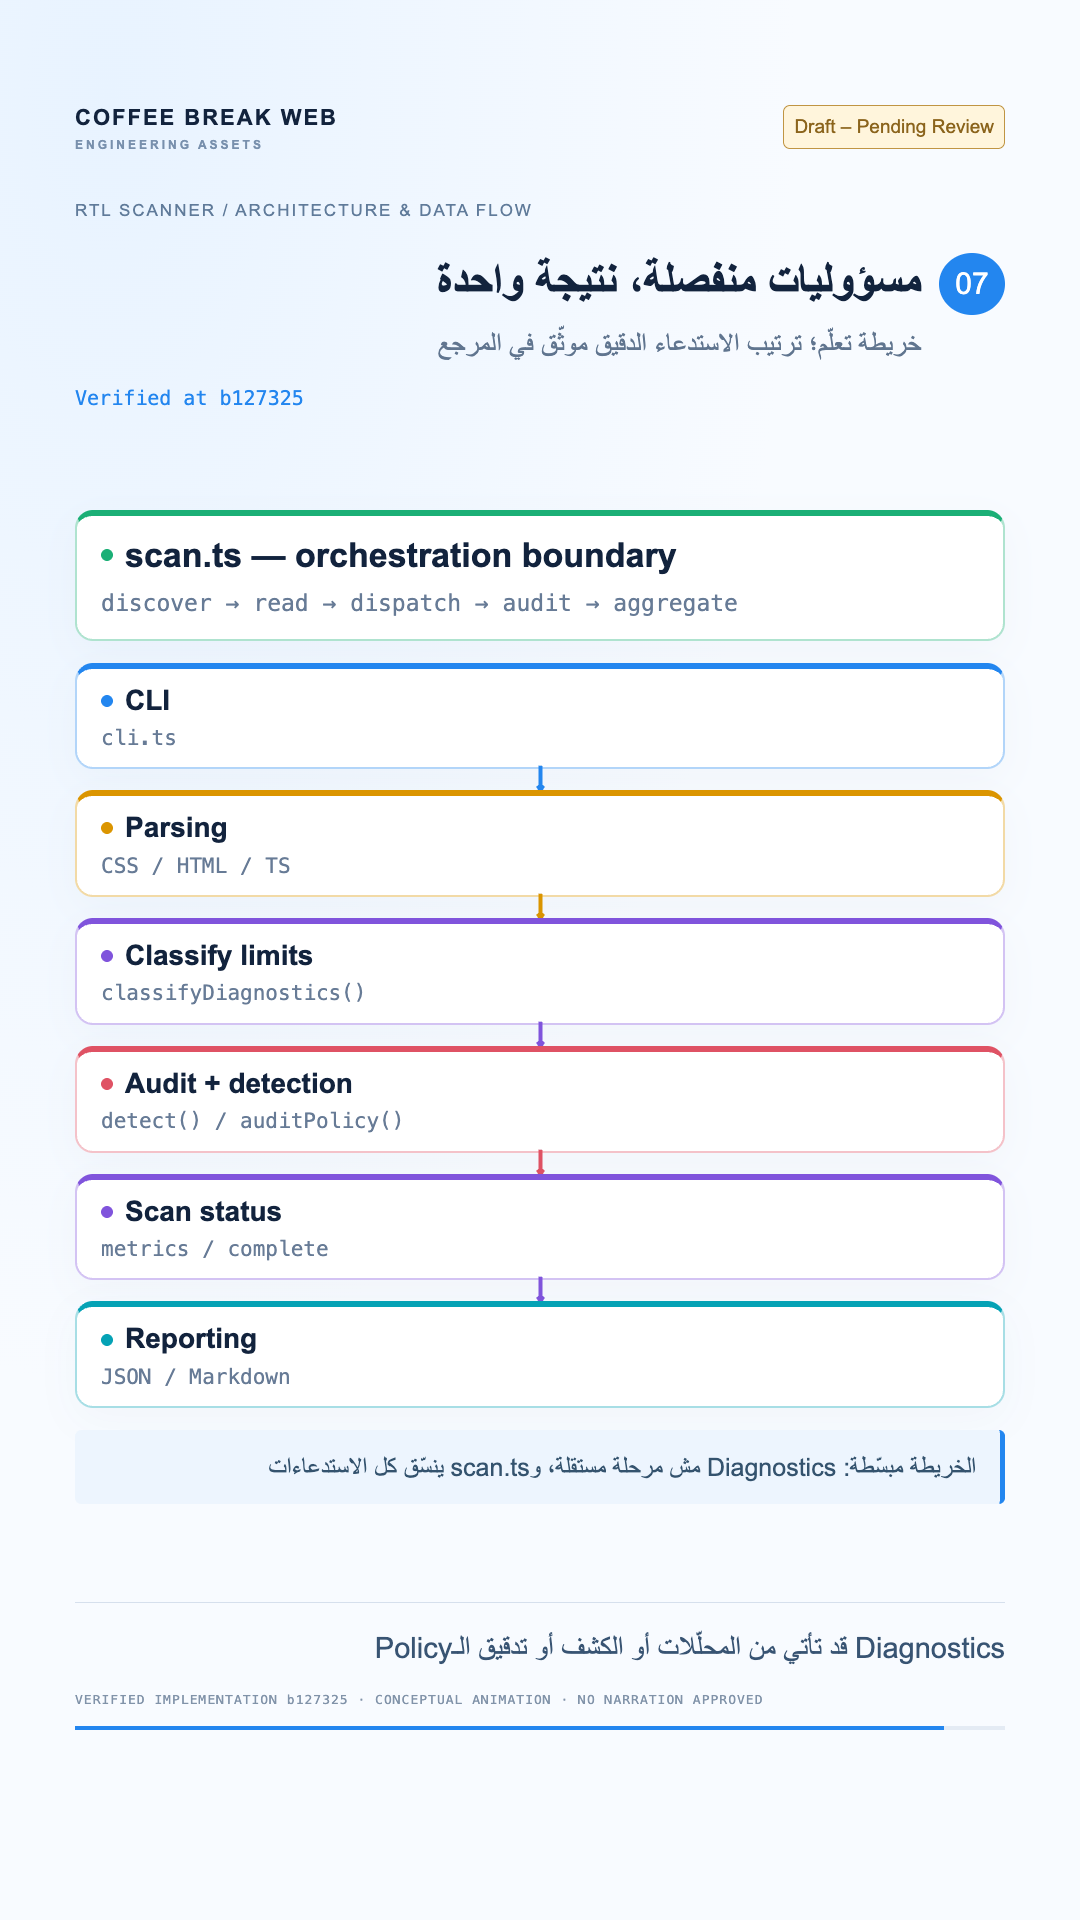 COFFEE BREAK WEB
ENGINEERING ASSETS
Draft – Pending Review
RTL SCANNER / ARCHITECTURE & DATA FLOW
07
مسؤوليات منفصلة، نتيجة واحدة
خريطة تعلّم؛ ترتيب الاستدعاء الدقيق موثّق في المرجع
Verified at b127325
scan.ts — orchestration boundary
discover → read → dispatch → audit → aggregate
CLI
cli.ts
Parsing
CSS / HTML / TS
Classify limits
classifyDiagnostics()
Audit + detection
detect() / auditPolicy()
Scan status
metrics / complete
Reporting
JSON / Markdown
الخريطة مبسّطة: Diagnostics مش مرحلة مستقلة، وscan.ts ينسّق كل الاستدعاءات
Diagnostics قد تأتي من المحلّلات أو الكشف أو تدقيق الـPolicy
VERIFIED IMPLEMENTATION b127325 · CONCEPTUAL ANIMATION · NO NARRATION APPROVED